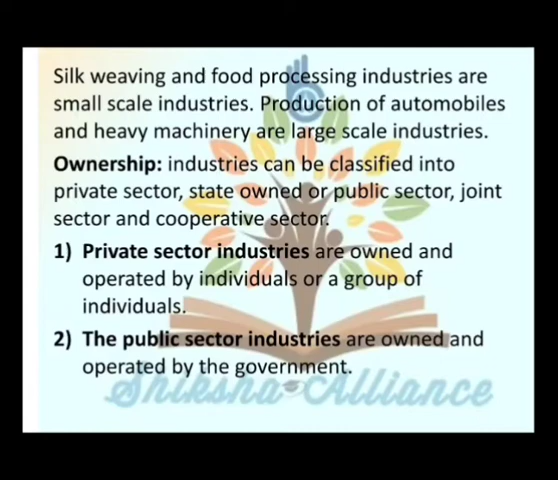 Silk weaving and food processing industries are
small scale industries. Production of automobiles
and heavy machinery are large scale industries.
Ownership: industries can be classified into
private sector, state owned or public sector, joint
sector and cooperative sector.
1) Private sector industries are owned and
operated by individuals or a group of
individuals.
2) The public sector industries are owned and
operated by the government.
Shiksha Alliance